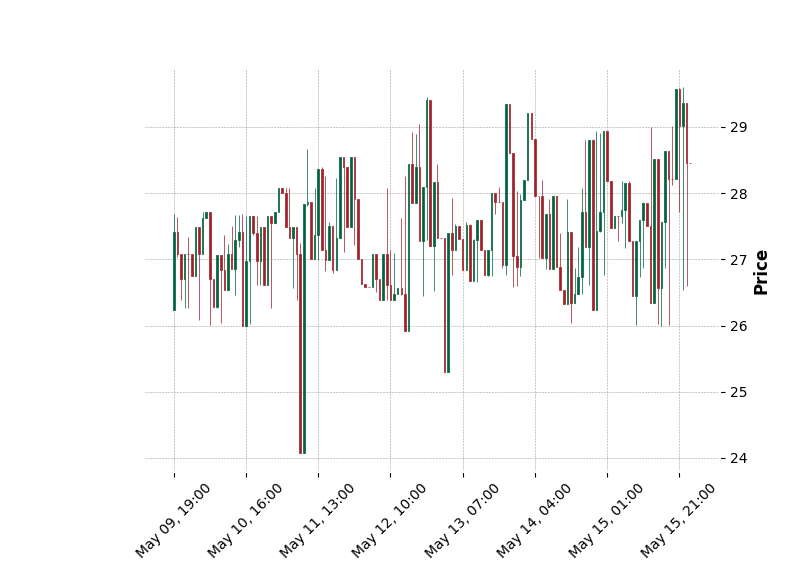 29
28
27
26
25
24
Price
May 09, 19:00
May 10, 16:00
May 11, 13:00
May 12, 10:00
May 13, 07:00
May 14, 04:00
May 15, 01:00
May 15, 21:00